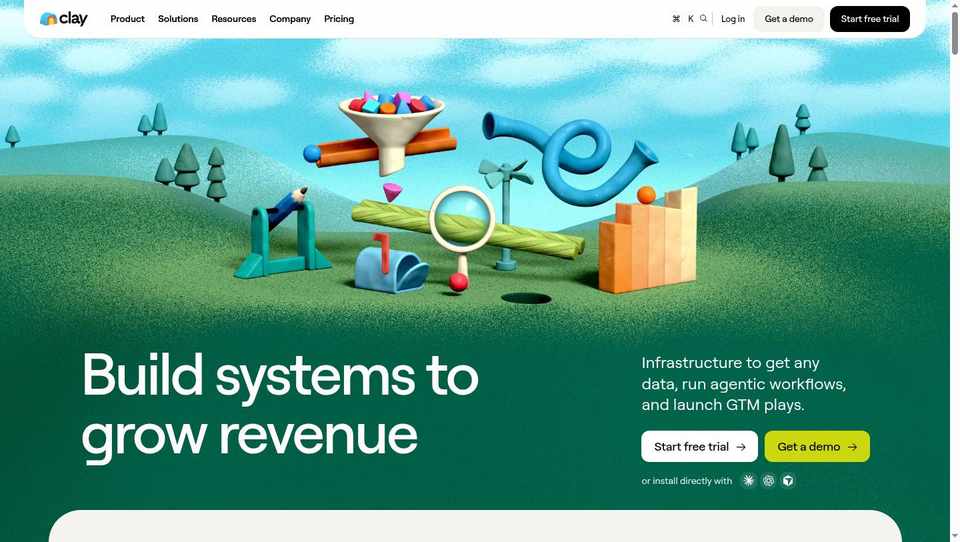 clay
Product
Solutions
Resources
Company
Pricing
⌘ K
Log in
Get a demo
Start free trial
Build systems to
grow revenue
Infrastructure to get any
data, run agentic workflows,
and launch GTM plays.
Start free trial →
Get a demo →
or install directly with